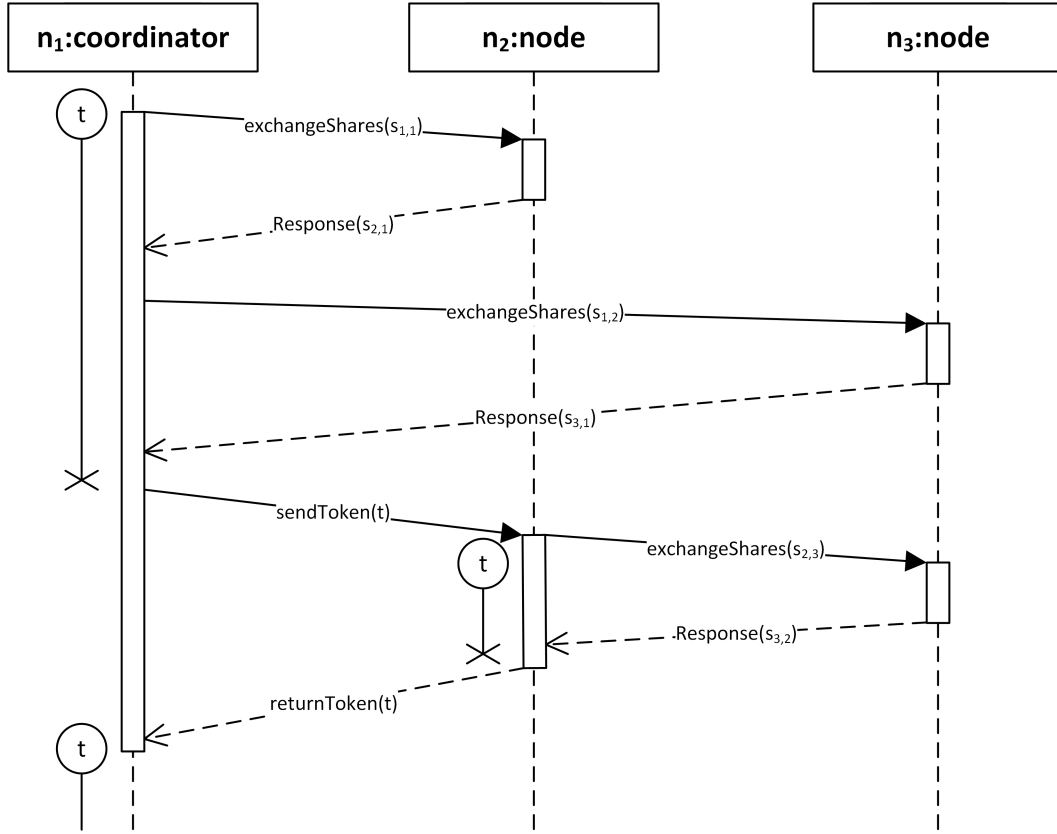 n₁:coordinator
n₂:node
n₃:node
t
exchangeShares(s₁,₁)
Response(s₂,₁)
exchangeShares(s₁,₂)
Response(s₃,₁)
sendToken(t)
t
exchangeShares(s₂,₃)
Response(s₃,₂)
returnToken(t)
t